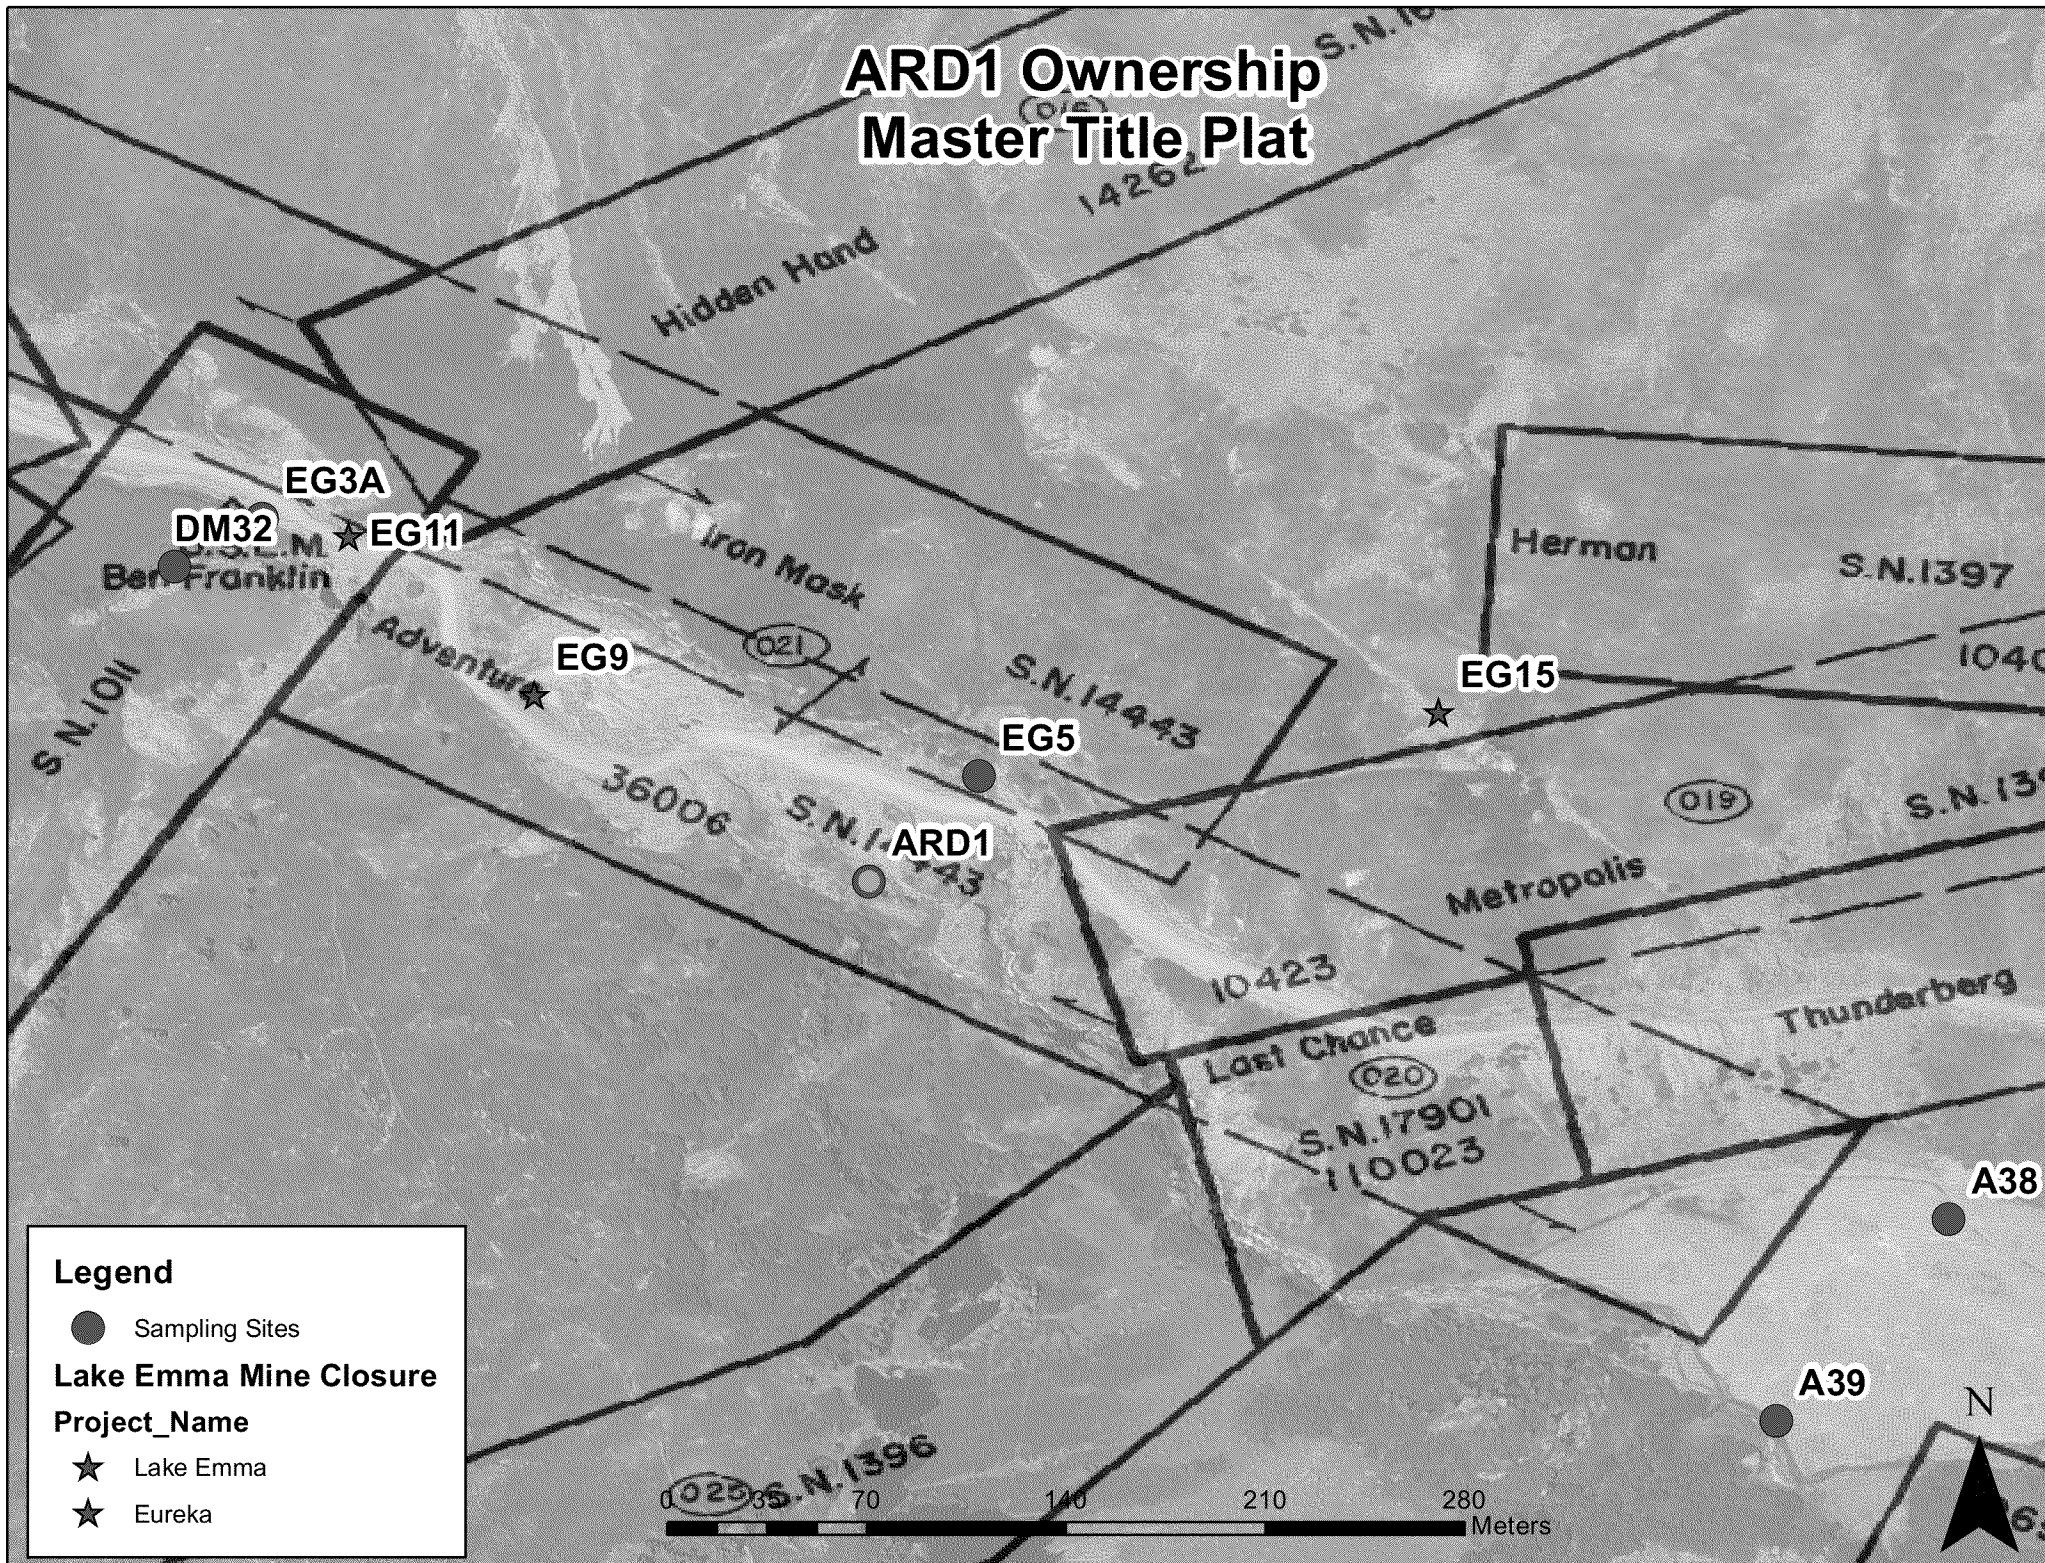 ARD1 Ownership
Master Title Plat
14262
Hidden Hand
EG3A
DM32
EG11
Ben Franklin
Iron Mask
Herman
S.N.1397
Adventure
021
EG9
S.N.1011
S.N.14443
EG15
EG5
36006
019
ARD1
Metropolis
10423
Thunderberg
Last Chance
020
S.N.17901
110023
A38
A39
N
S.N.1396
025
0 35 70 140 210 280
Meters
Legend
Sampling Sites
Lake Emma Mine Closure
Project_Name
Lake Emma
Eureka